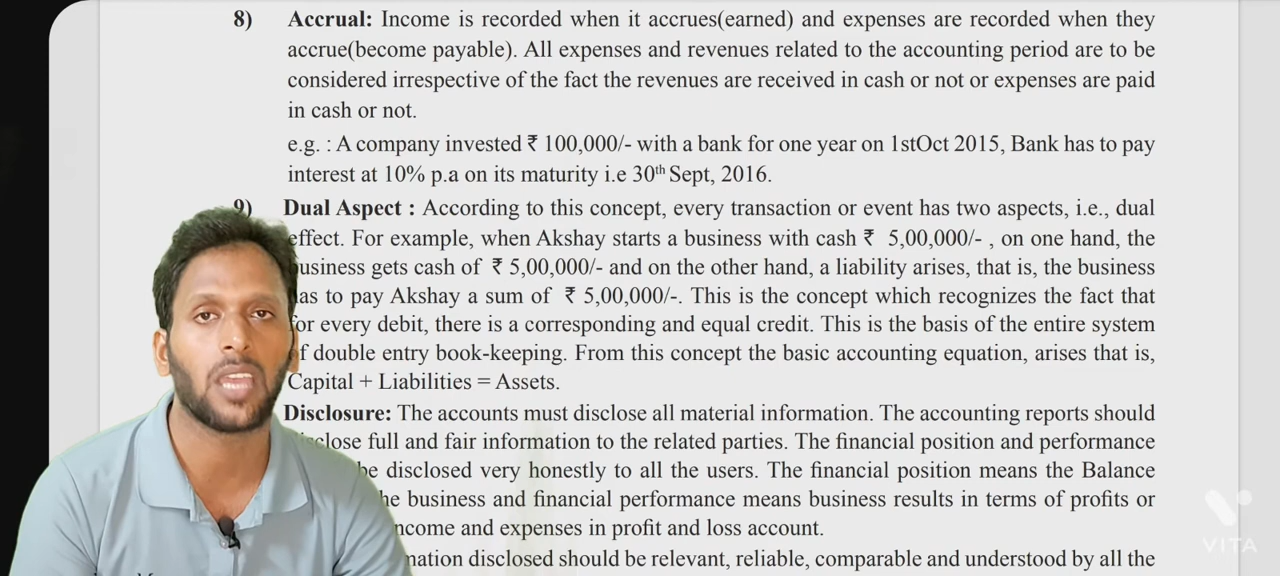 8) Accrual: Income is recorded when it accrues(earned) and expenses are recorded when they
accrue(become payable). All expenses and revenues related to the accounting period are to be
considered irrespective of the fact the revenues are received in cash or not or expenses are paid
in cash or not.
e.g. : A company invested ₹ 100,000/- with a bank for one year on 1stOct 2015, Bank has to pay
interest at 10% p.a on its maturity i.e 30th Sept, 2016.
9) Dual Aspect : According to this concept, every transaction or event has two aspects, i.e., dual
effect. For example, when Akshay starts a business with cash ₹ 5,00,000/- , on one hand, the
business gets cash of ₹ 5,00,000/- and on the other hand, a liability arises, that is, the business
has to pay Akshay a sum of ₹ 5,00,000/-. This is the concept which recognizes the fact that
for every debit, there is a corresponding and equal credit. This is the basis of the entire system
of double entry book-keeping. From this concept the basic accounting equation, arises that is,
Capital + Liabilities = Assets.
Disclosure: The accounts must disclose all material information. The accounting reports should
disclose full and fair information to the related parties. The financial position and performance
be disclosed very honestly to all the users. The financial position means the Balance
the business and financial performance means business results in terms of profits or
income and expenses in profit and loss account.
mation disclosed should be relevant, reliable, comparable and understood by all the
VITA